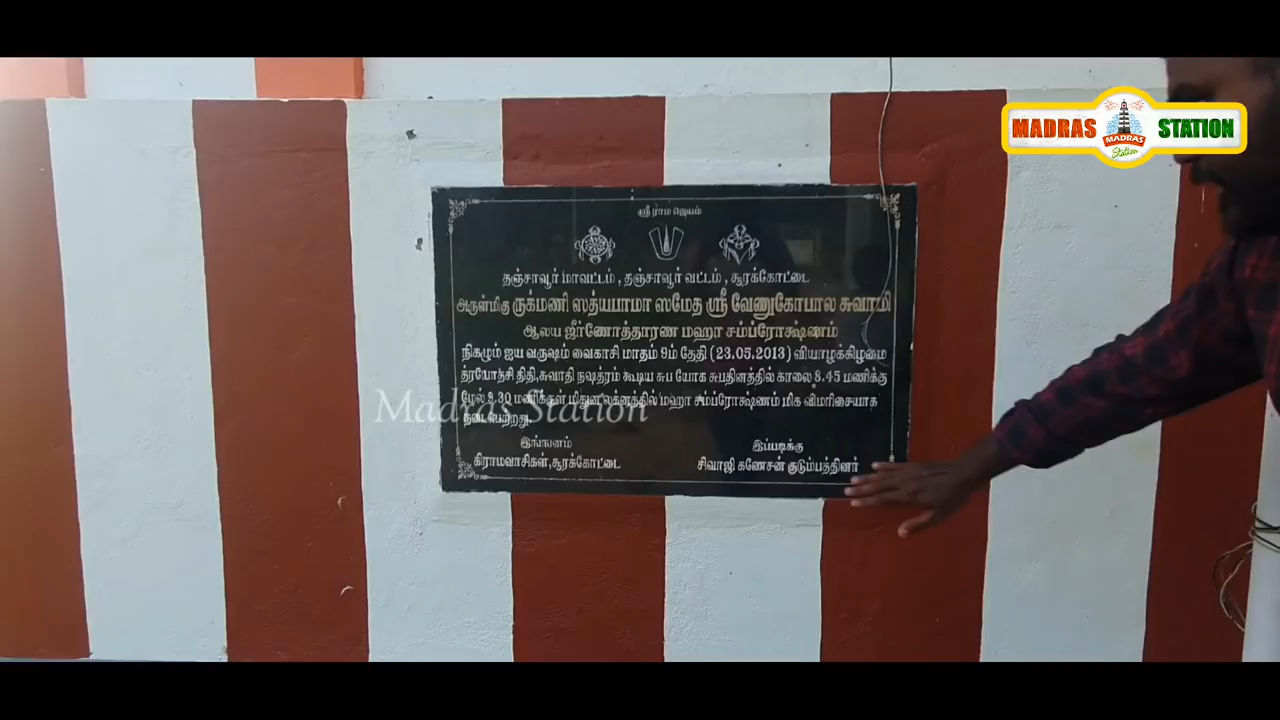 MADRAS STATION
MADRAS
Station
ஸ்ரீ ராம ஜெயம்
தஞ்சாவூர் மாவட்டம் , தஞ்சாவூர் வட்டம் , சூரக்கோட்டை
அருள்மிகு ருக்மணி ஸத்யபாமா ஸமேத ஸ்ரீ வேணுகோபால சுவாமி
ஆலய ஜீர்ணோத்தாரண மஹா சம்ப்ரோக்ஷணம்
நிகழும் ஜய வருஷம் வைகாசி மாதம் 9ம் தேதி (23.05.2013) வியாழக்கிழமை
த்ரயோத்சி திதி,சுவாதி நஷத்ரம் கூடிய சுப யோக சுபதினத்தில் காலை 8.45 மணிக்கு
மேல் 9.30 மணிக்குள் மிதுன லக்னத்தில் மஹா சம்ப்ரோக்ஷணம் மிக விமரிசையாக
நடைபெற்றது.
Madras Station
இங்ஙனம்
கிராமவாசிகள்,சூரக்கோட்டை
இப்படிக்கு
சிவாஜி கணேசன் குடும்பத்தினர்